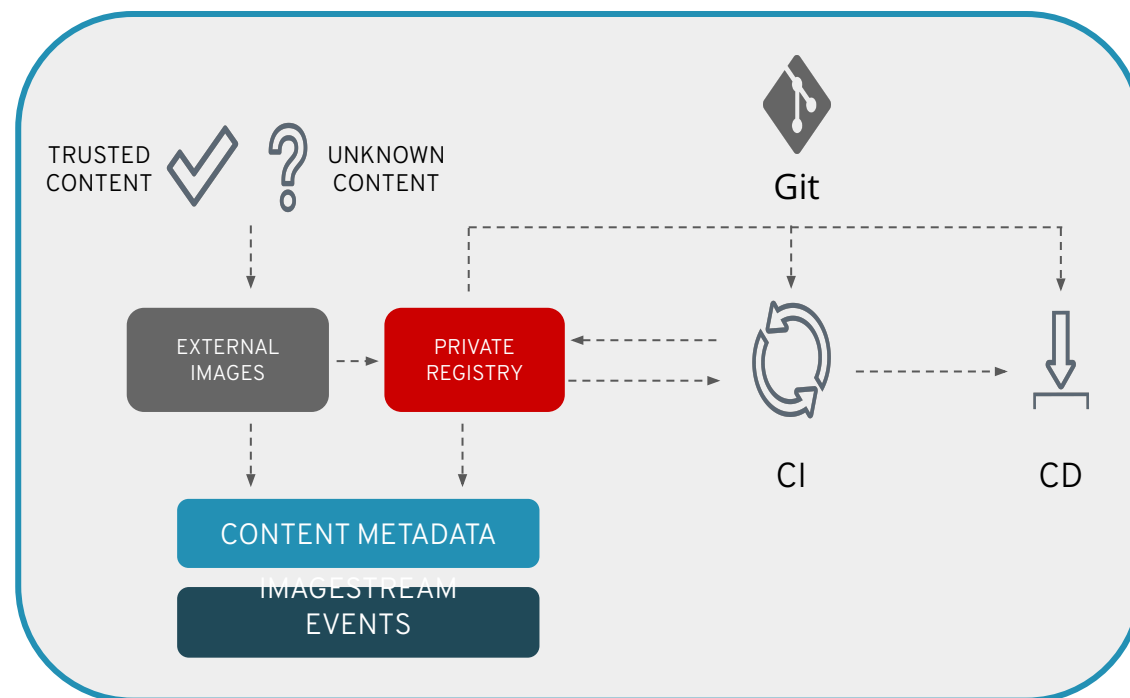 TRUSTED
CONTENT
UNKNOWN
CONTENT
Git
EXTERNAL
IMAGES
PRIVATE
REGISTRY
CI
CD
CONTENT METADATA
IMAGESTREAM
EVENTS